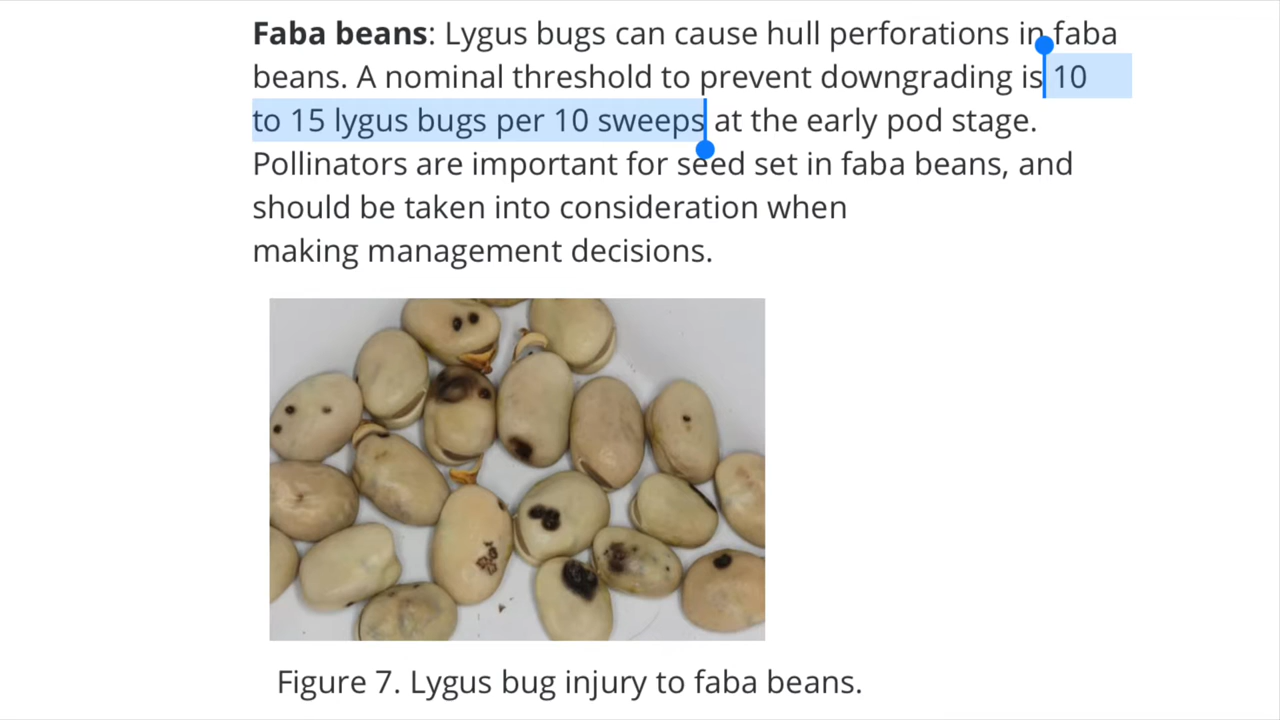 Faba beans: Lygus bugs can cause hull perforations in faba
beans. A nominal threshold to prevent downgrading is 10
to 15 lygus bugs per 10 sweeps at the early pod stage.
Pollinators are important for seed set in faba beans, and
should be taken into consideration when
making management decisions.
Figure 7. Lygus bug injury to faba beans.